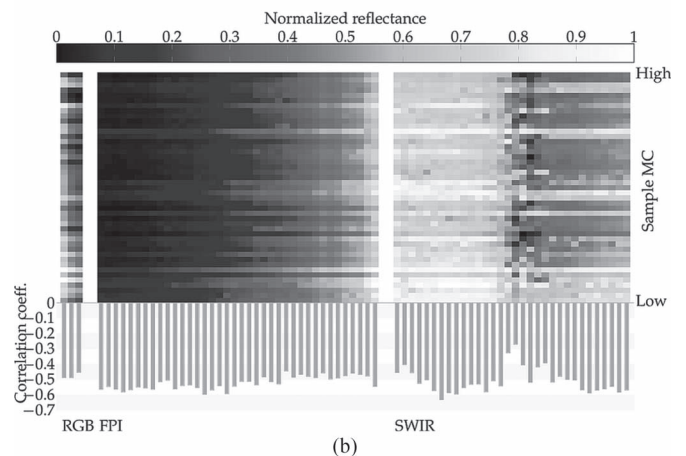 Normalized reflectance
0 0.1 0.2 0.3 0.4 0.5 0.6 0.7 0.8 0.9 1
High
Sample MC
Low
Correlation coeff.
0
−0.1
−0.2
−0.3
−0.4
−0.5
−0.6
−0.7
RGB FPI SWIR
(b)